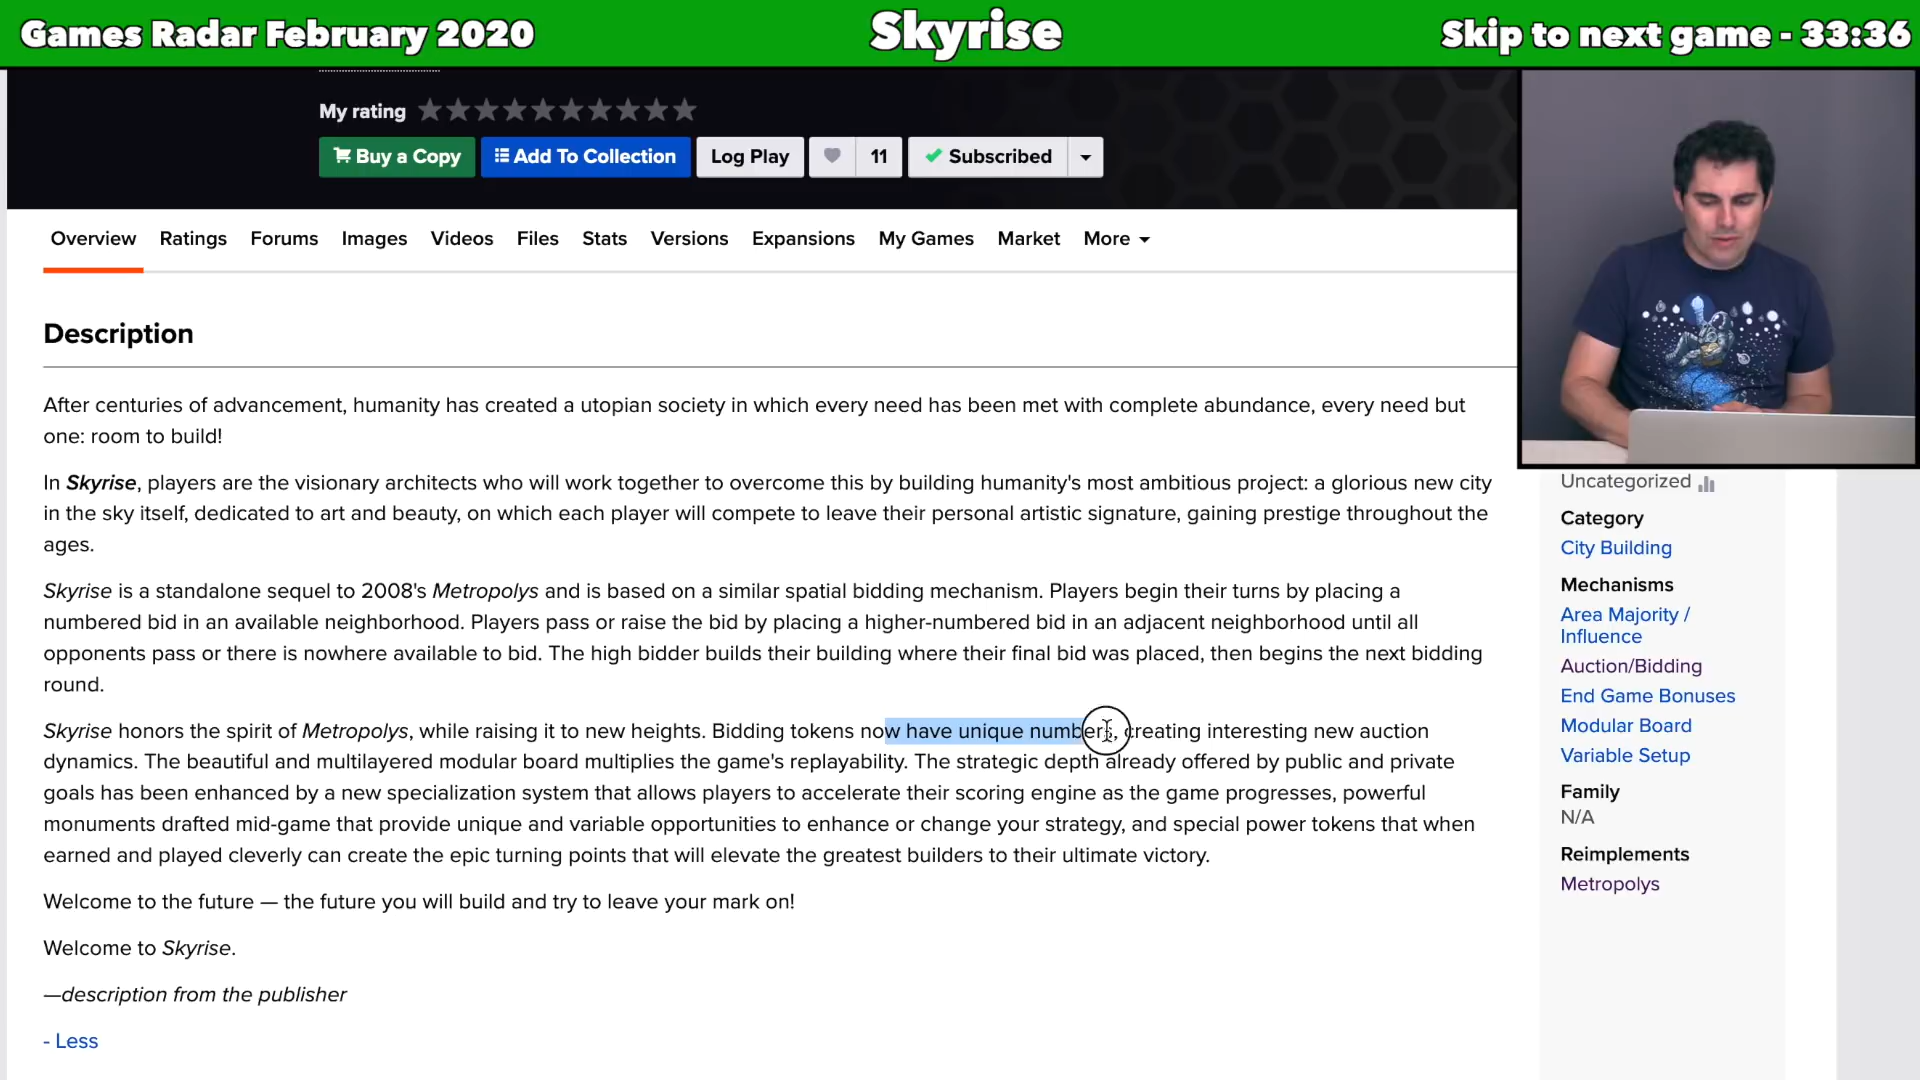 Games Radar February 2020
Skyrise
Skip to next game - 33:36
My rating
Buy a Copy
Add To Collection
Log Play
11
Subscribed
Overview
Ratings
Forums
Images
Videos
Files
Stats
Versions
Expansions
My Games
Market
More
Description
After centuries of advancement, humanity has created a utopian society in which every need has been met with complete abundance, every need but
one: room to build!
In Skyrise, players are the visionary architects who will work together to overcome this by building humanity's most ambitious project: a glorious new city
in the sky itself, dedicated to art and beauty, on which each player will compete to leave their personal artistic signature, gaining prestige throughout the
ages.
Skyrise is a standalone sequel to 2008's Metropolys and is based on a similar spatial bidding mechanism. Players begin their turns by placing a
numbered bid in an available neighborhood. Players pass or raise the bid by placing a higher-numbered bid in an adjacent neighborhood until all
opponents pass or there is nowhere available to bid. The high bidder builds their building where their final bid was placed, then begins the next bidding
round.
Skyrise honors the spirit of Metropolys, while raising it to new heights. Bidding tokens now have unique numbers, creating interesting new auction
dynamics. The beautiful and multilayered modular board multiplies the game's replayability. The strategic depth already offered by public and private
goals has been enhanced by a new specialization system that allows players to accelerate their scoring engine as the game progresses, powerful
monuments drafted mid-game that provide unique and variable opportunities to enhance or change your strategy, and special power tokens that when
earned and played cleverly can create the epic turning points that will elevate the greatest builders to their ultimate victory.
Welcome to the future — the future you will build and try to leave your mark on!
Welcome to Skyrise.
—description from the publisher
- Less
Uncategorized
Category
City Building
Mechanisms
Area Majority /
Influence
Auction/Bidding
End Game Bonuses
Modular Board
Variable Setup
Family
N/A
Reimplements
Metropolys